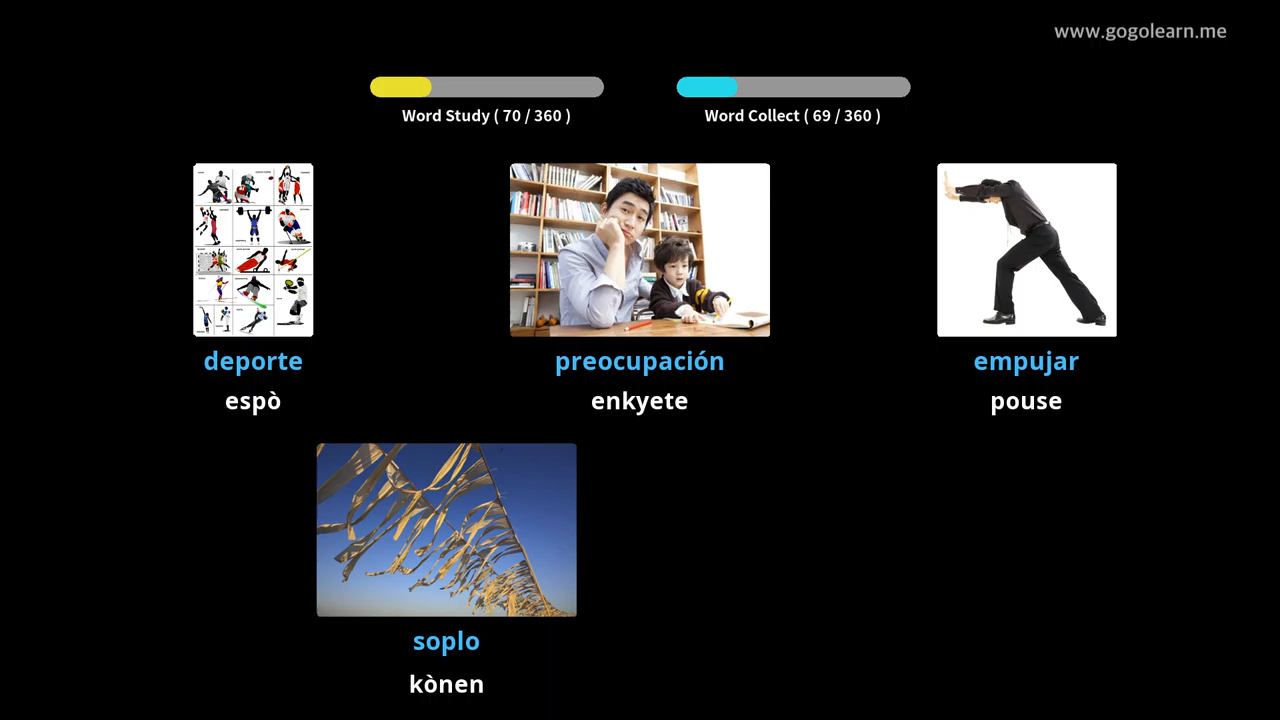 www.gogolearn.me
Word Study ( 70 / 360 )
Word Collect ( 69 / 360 )
deporte
espò
preocupación
enkyete
empujar
pouse
soplo
kònen